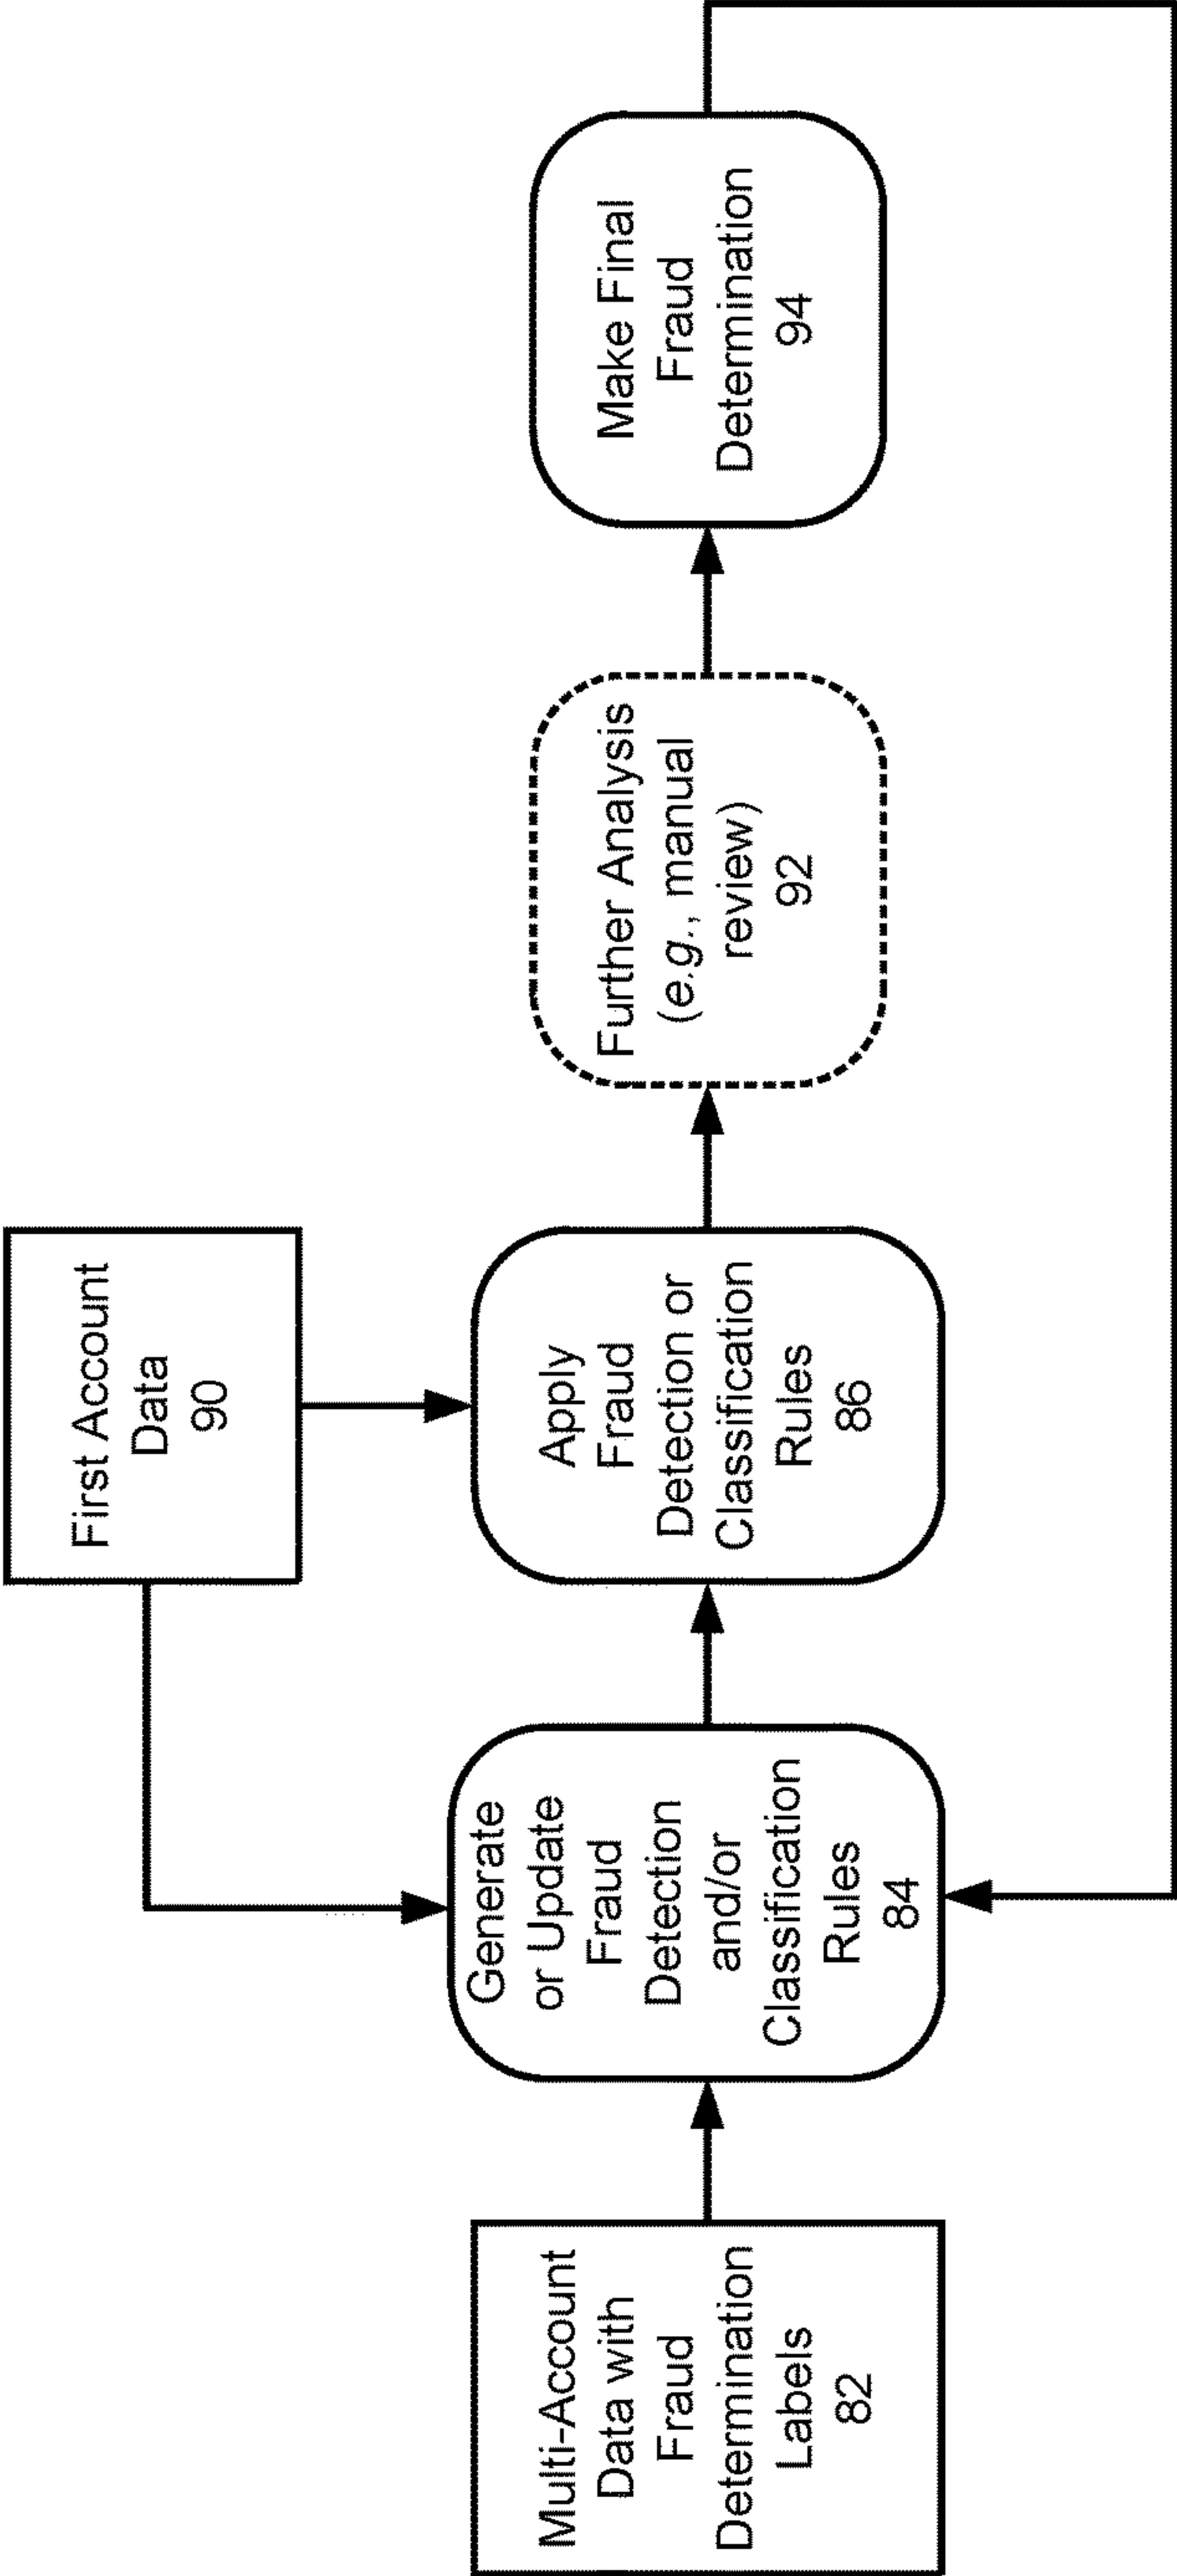 First Account
Data
90
Multi-Account
Data with
Fraud
Determination
Labels
82
Generate
or Update
Fraud
Detection
and/or
Classification
Rules
84
Apply
Fraud
Detection or
Classification
Rules
86
Further Analysis
(e.g., manual
review)
92
Make Final
Fraud
Determination
94